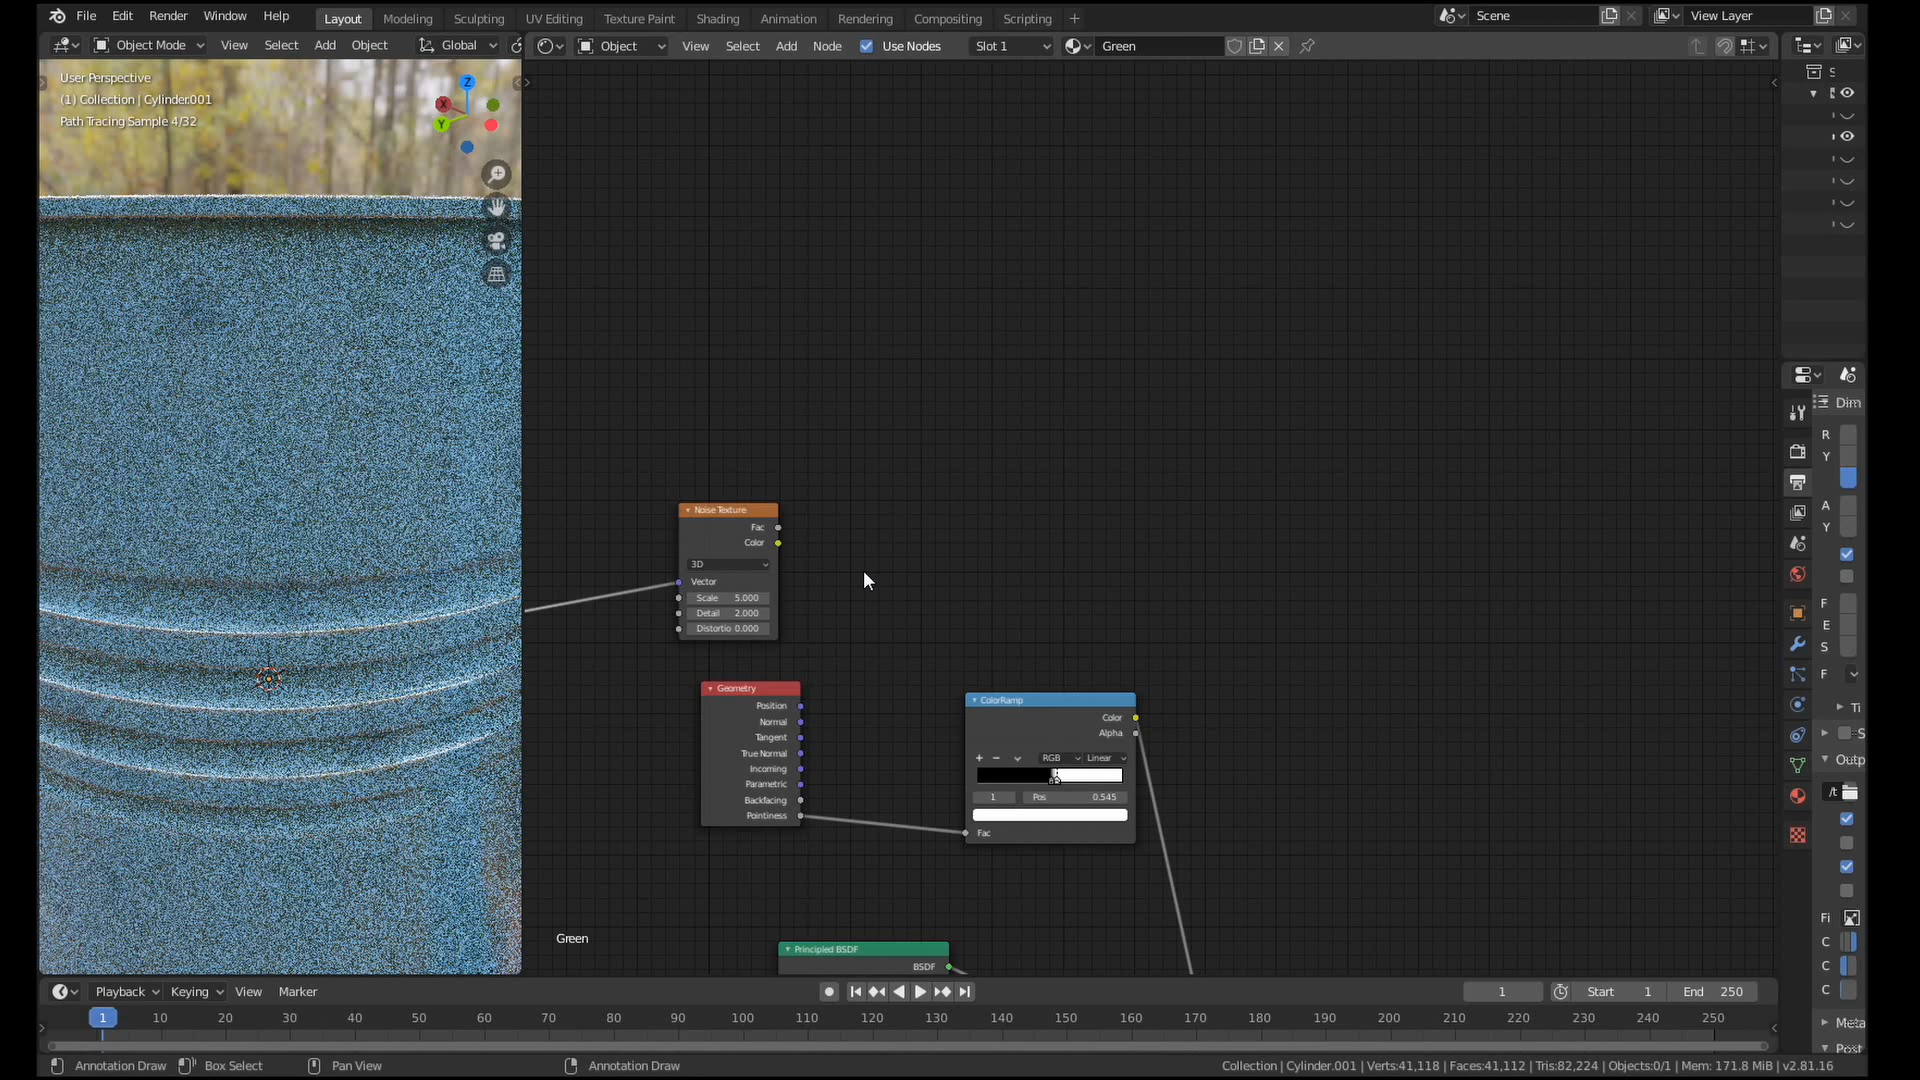 File Edit Render Window Help Layout Modeling Sculpting UV Editing Texture Paint Shading Animation Rendering Compositing Scripting + Scene View Layer
Object Mode View Select Add Object Global Object View Select Add Node Use Nodes Slot 1 Green
User Perspective
(1) Collection | Cylinder.001
Path Tracing Sample 4/32
Z
X
Y
Noise Texture
Fac
Color
3D
Vector
Scale 5.000
Detail 2.000
Distortio 0.000
Geometry
Position
Normal
Tangent
True Normal
Incoming
Parametric
Backfacing
Pointiness
ColorRamp
Color
Alpha
+ − RGB Linear
1 Pos 0.545
Fac
Principled BSDF
BSDF
Green
S
Dim
R
Y
A
Y
F
E
S
F
Ti
S
Outp
/t
Fi
C
C
C
Meta
Post
Playback Keying View Marker 1 Start 1 End 250
1 10 20 30 40 50 60 70 80 90 100 110 120 130 140 150 160 170 180 190 200 210 220 230 240 250
Annotation Draw Box Select Pan View Annotation Draw Collection | Cylinder.001 | Verts:41,118 | Faces:41,112 | Tris:82,224 | Objects:0/1 | Mem: 171.8 MiB | v2.81.16